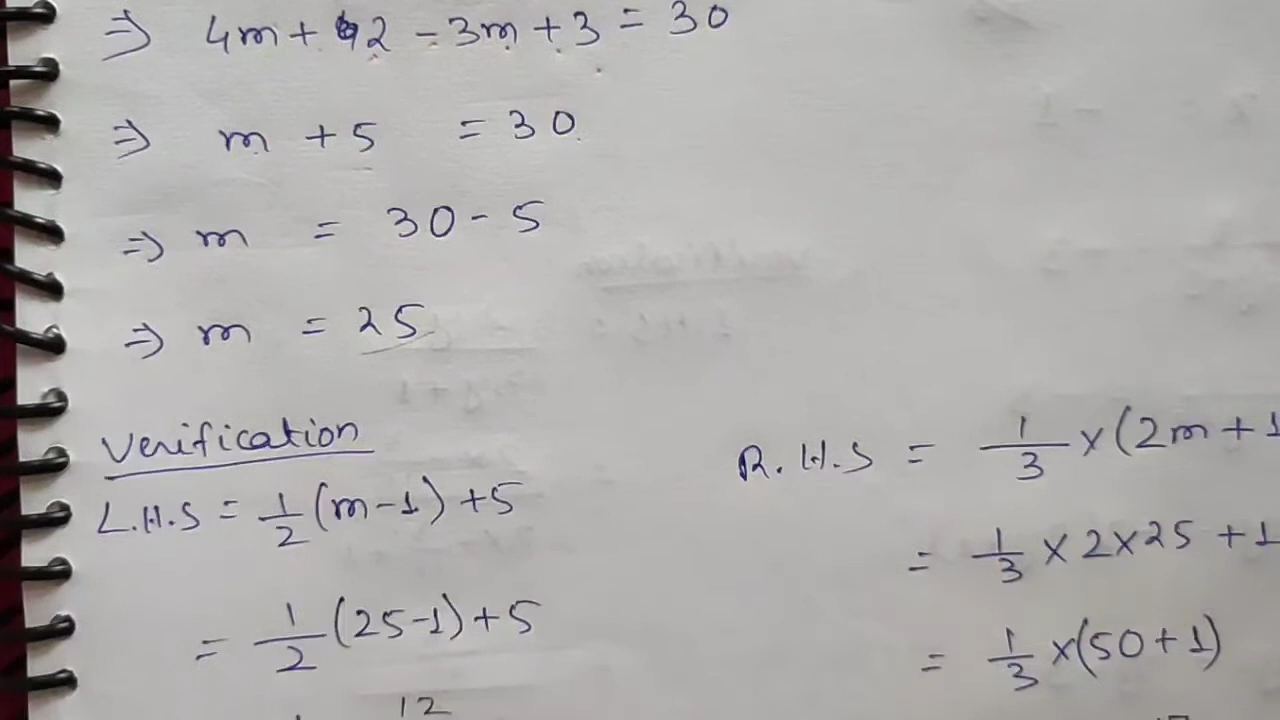 ⇒ 4m + 2 - 3m + 3 = 30
⇒ m + 5 = 30
⇒ m = 30 - 5
⇒ m = 25
Verification
L.H.S = 1/2 (m-1) +5
= 1/2 (25-1) +5
12
R.H.S = 1/3 × (2m + 1
= 1/3 × 2×25 +1
= 1/3 ×(50+1)